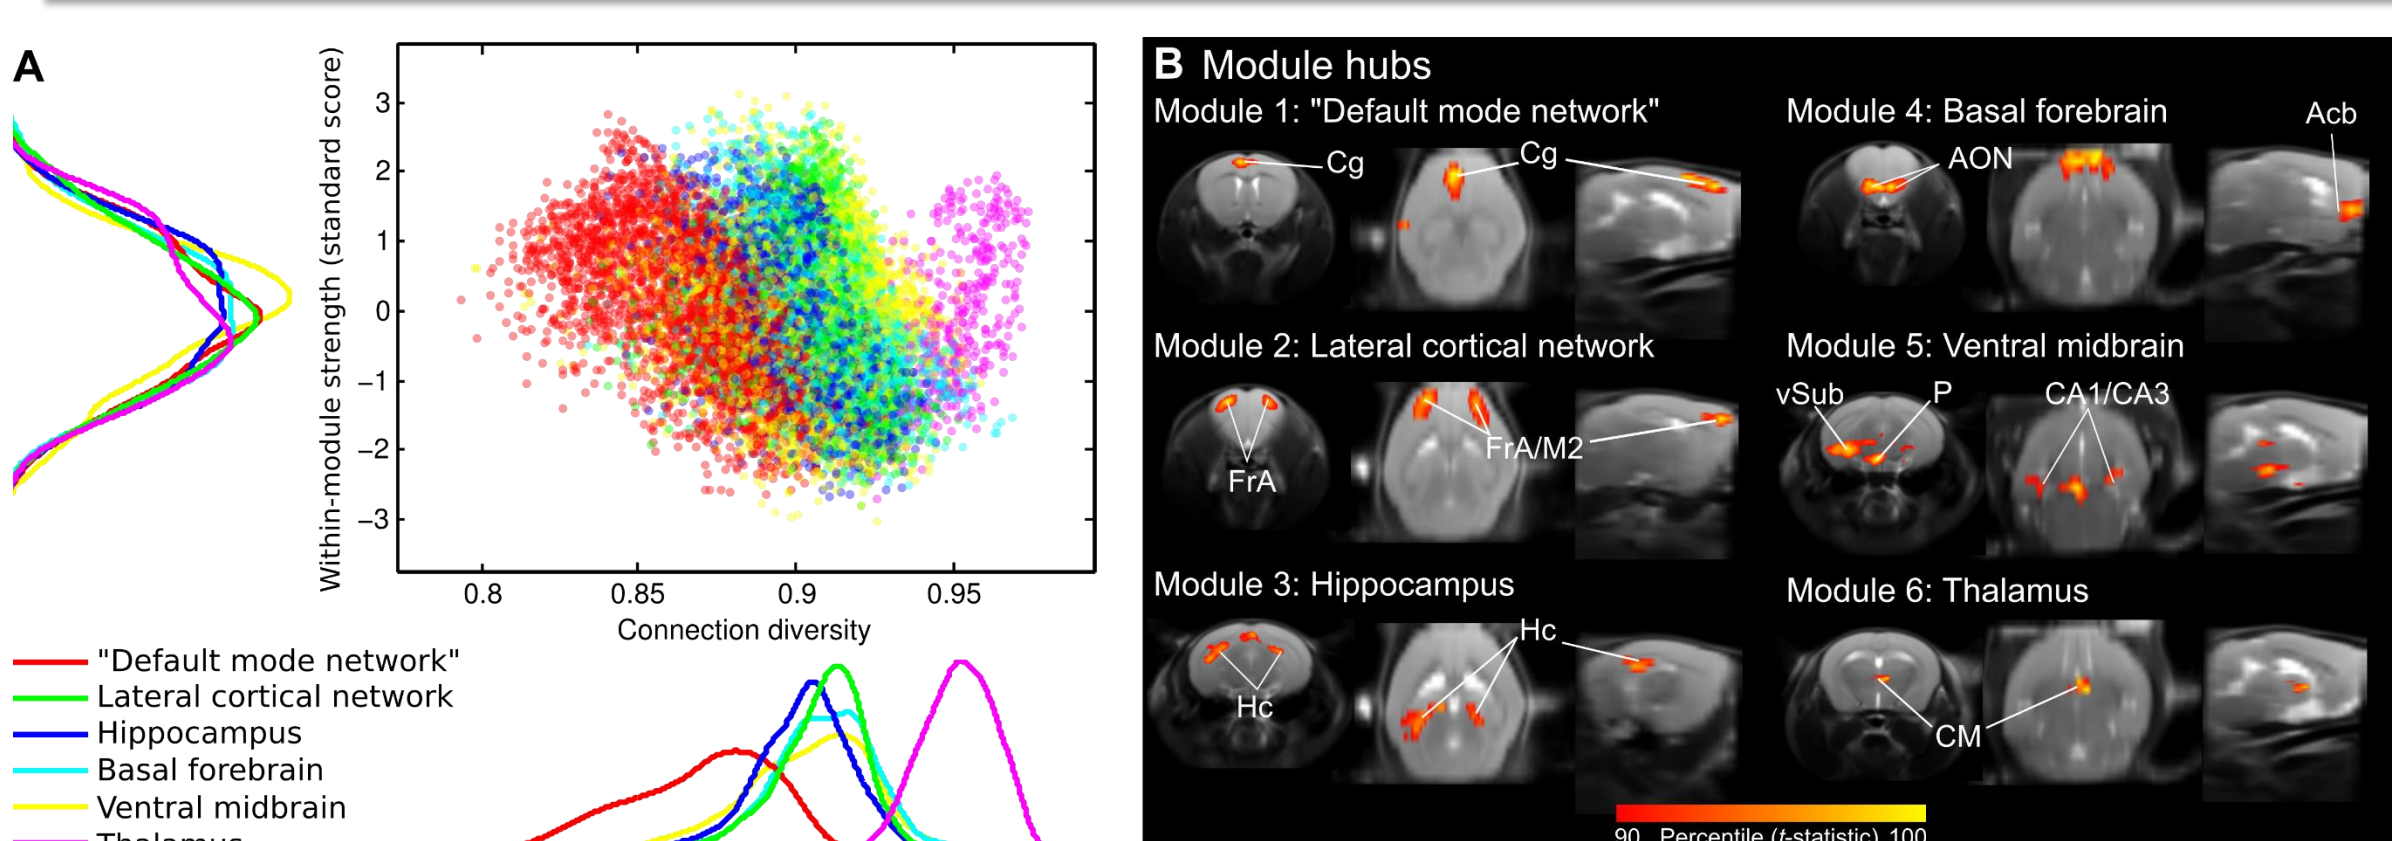 A
Within-module strength (standard score)
3
2
1
0
−1
−2
−3
0.8 0.85 0.9 0.95
Connection diversity
"Default mode network"
Lateral cortical network
Hippocampus
Basal forebrain
Ventral midbrain
Thalamus
B Module hubs
Module 1: "Default mode network"
Cg
Cg
Module 2: Lateral cortical network
FrA
FrA/M2
Module 3: Hippocampus
Hc
Hc
Module 4: Basal forebrain
Acb
AON
Module 5: Ventral midbrain
vSub P CA1/CA3
Module 6: Thalamus
CM
90 Percentile (t-statistic) 100